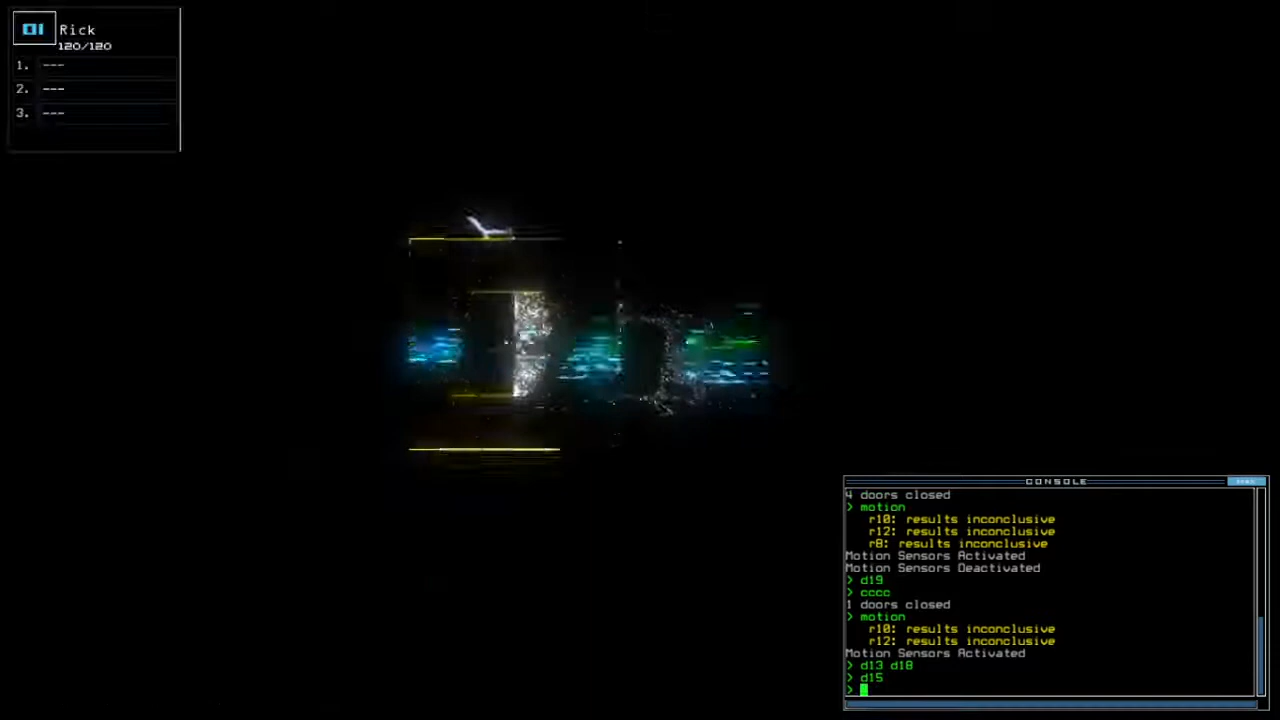 01 Rick
120/120
1. ---
2. ---
3. ---
CONSOLE
4 doors closed
> motion
r10: results inconclusive
r12: results inconclusive
r8: results inconclusive
Motion Sensors Activated
Motion Sensors Deactivated
> d19
> cccc
1 doors closed
> motion
r10: results inconclusive
r12: results inconclusive
Motion Sensors Activated
> d13 d18
> d15
>